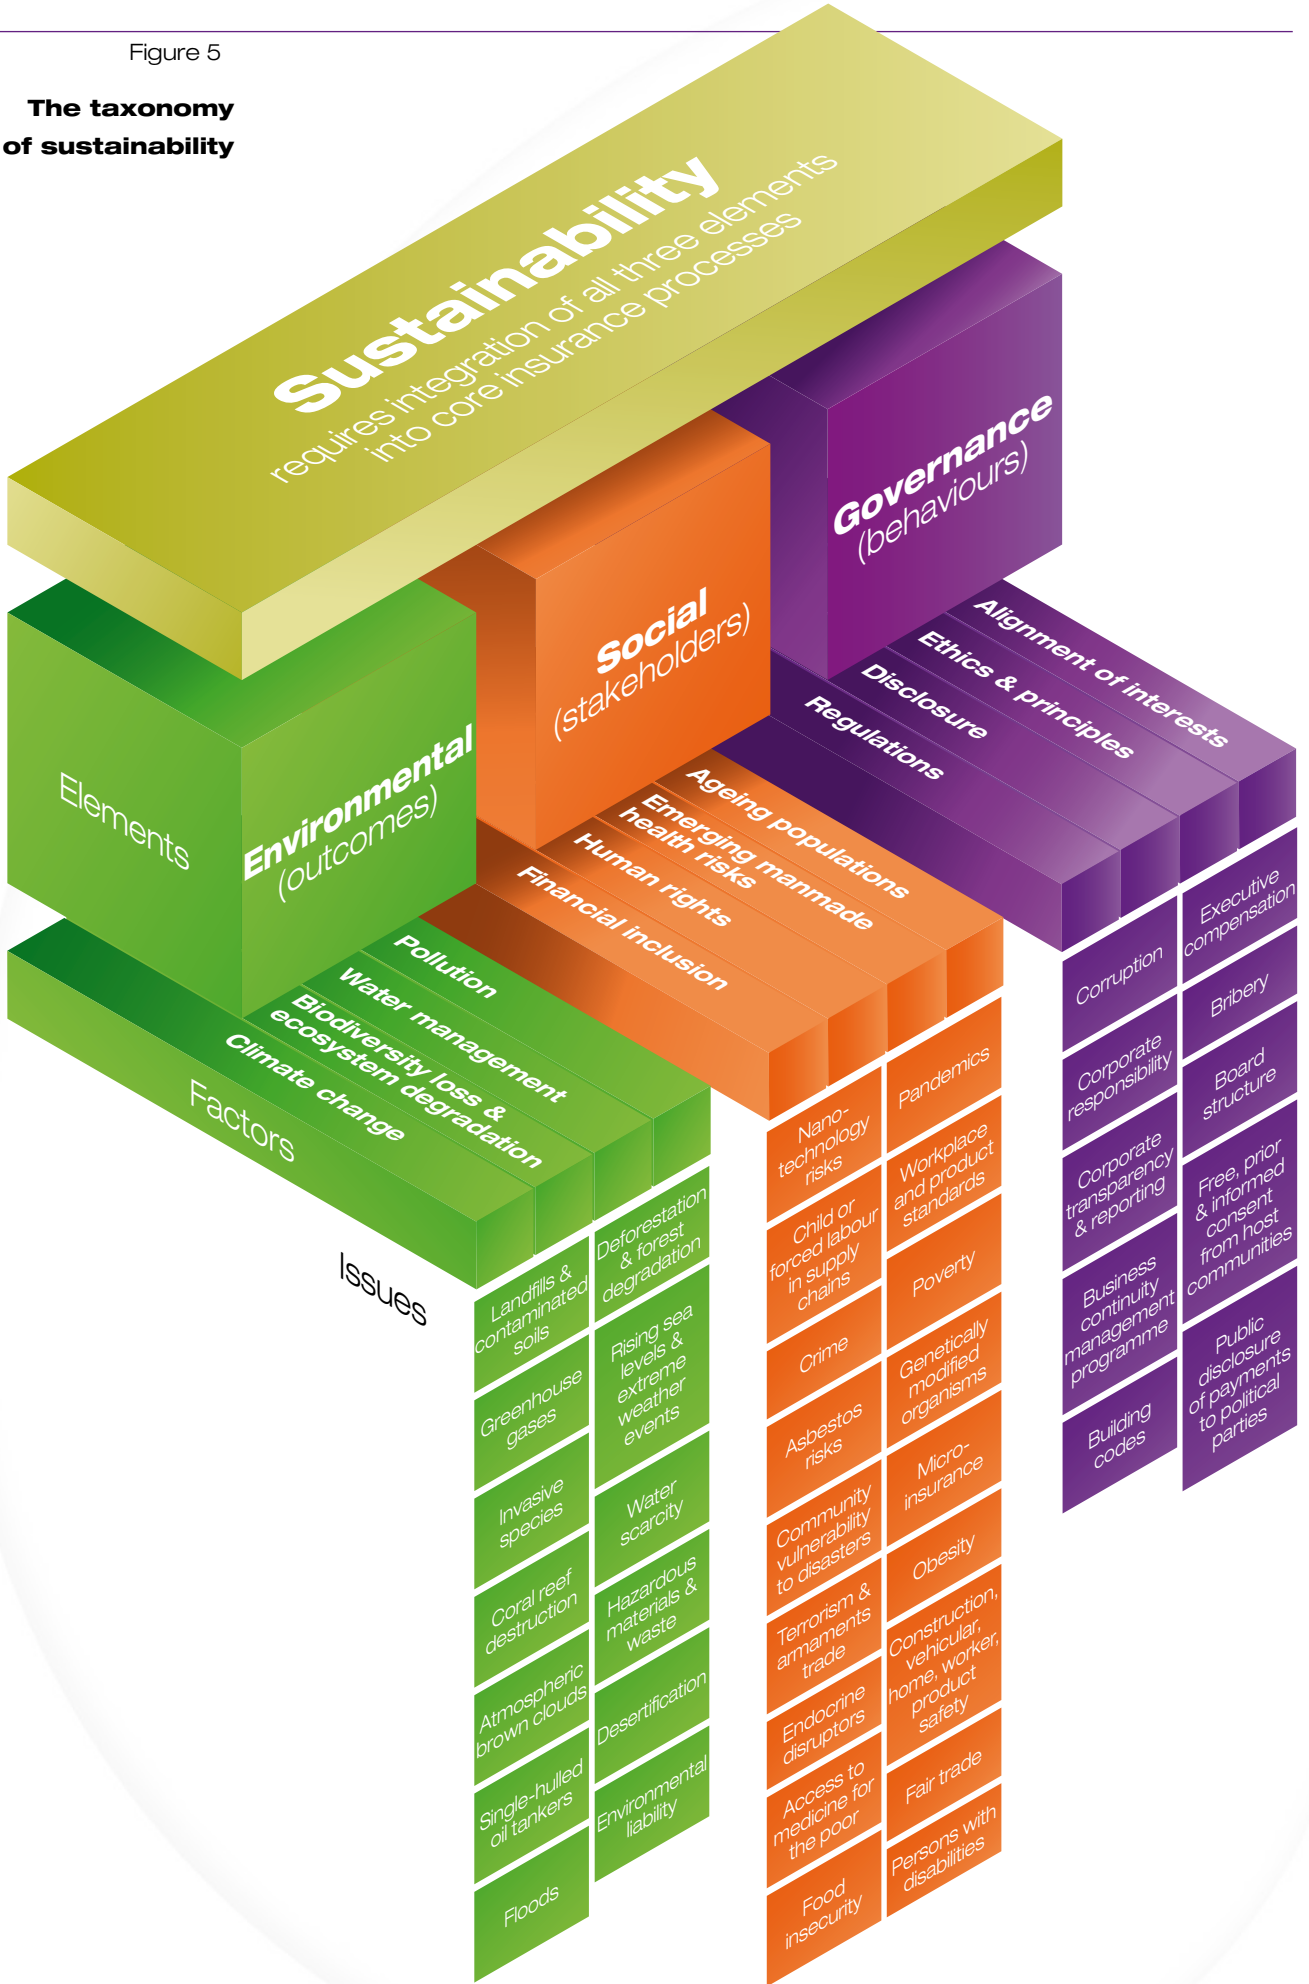 Figure 5
The taxonomy
of sustainability
Sustainability
requires integration of all three elements
into core insurance processes
Elements
Environmental
(outcomes)
Social
(stakeholders)
Governance
(behaviours)
Factors
Pollution
Water management
Biodiversity loss &
ecosystem degradation
Climate change
Ageing populations
Emerging manmade
health risks
Human rights
Financial inclusion
Alignment of interests
Ethics & principles
Disclosure
Regulations
Issues
Landfills &
contaminated
soils
Greenhouse
gases
Invasive
species
Coral reef
destruction
Atmospheric
brown clouds
Single-hulled
oil tankers
Floods
Deforestation
& forest
degradation
Rising sea
levels &
extreme
weather
events
Water
scarcity
Hazardous
materials &
waste
Desertification
Environmental
liability
Nano-
technology
risks
Child or
forced labour
in supply
chains
Crime
Asbestos
risks
Community
vulnerability
to disasters
Terrorism &
armaments
trade
Endocrine
disruptors
Access to
medicine for
the poor
Food
insecurity
Pandemics
Workplace
and product
standards
Poverty
Genetically
modified
organisms
Micro-
insurance
Obesity
Construction,
vehicular,
home, worker,
product
safety
Fair trade
Persons with
disabilities
Corruption
Corporate
responsibility
Corporate
transparency
& reporting
Business
continuity
management
programme
Building
codes
Executive
compensation
Bribery
Board
structure
Free, prior
& informed
consent
from host
communities
Public
disclosure
of payments
to political
parties